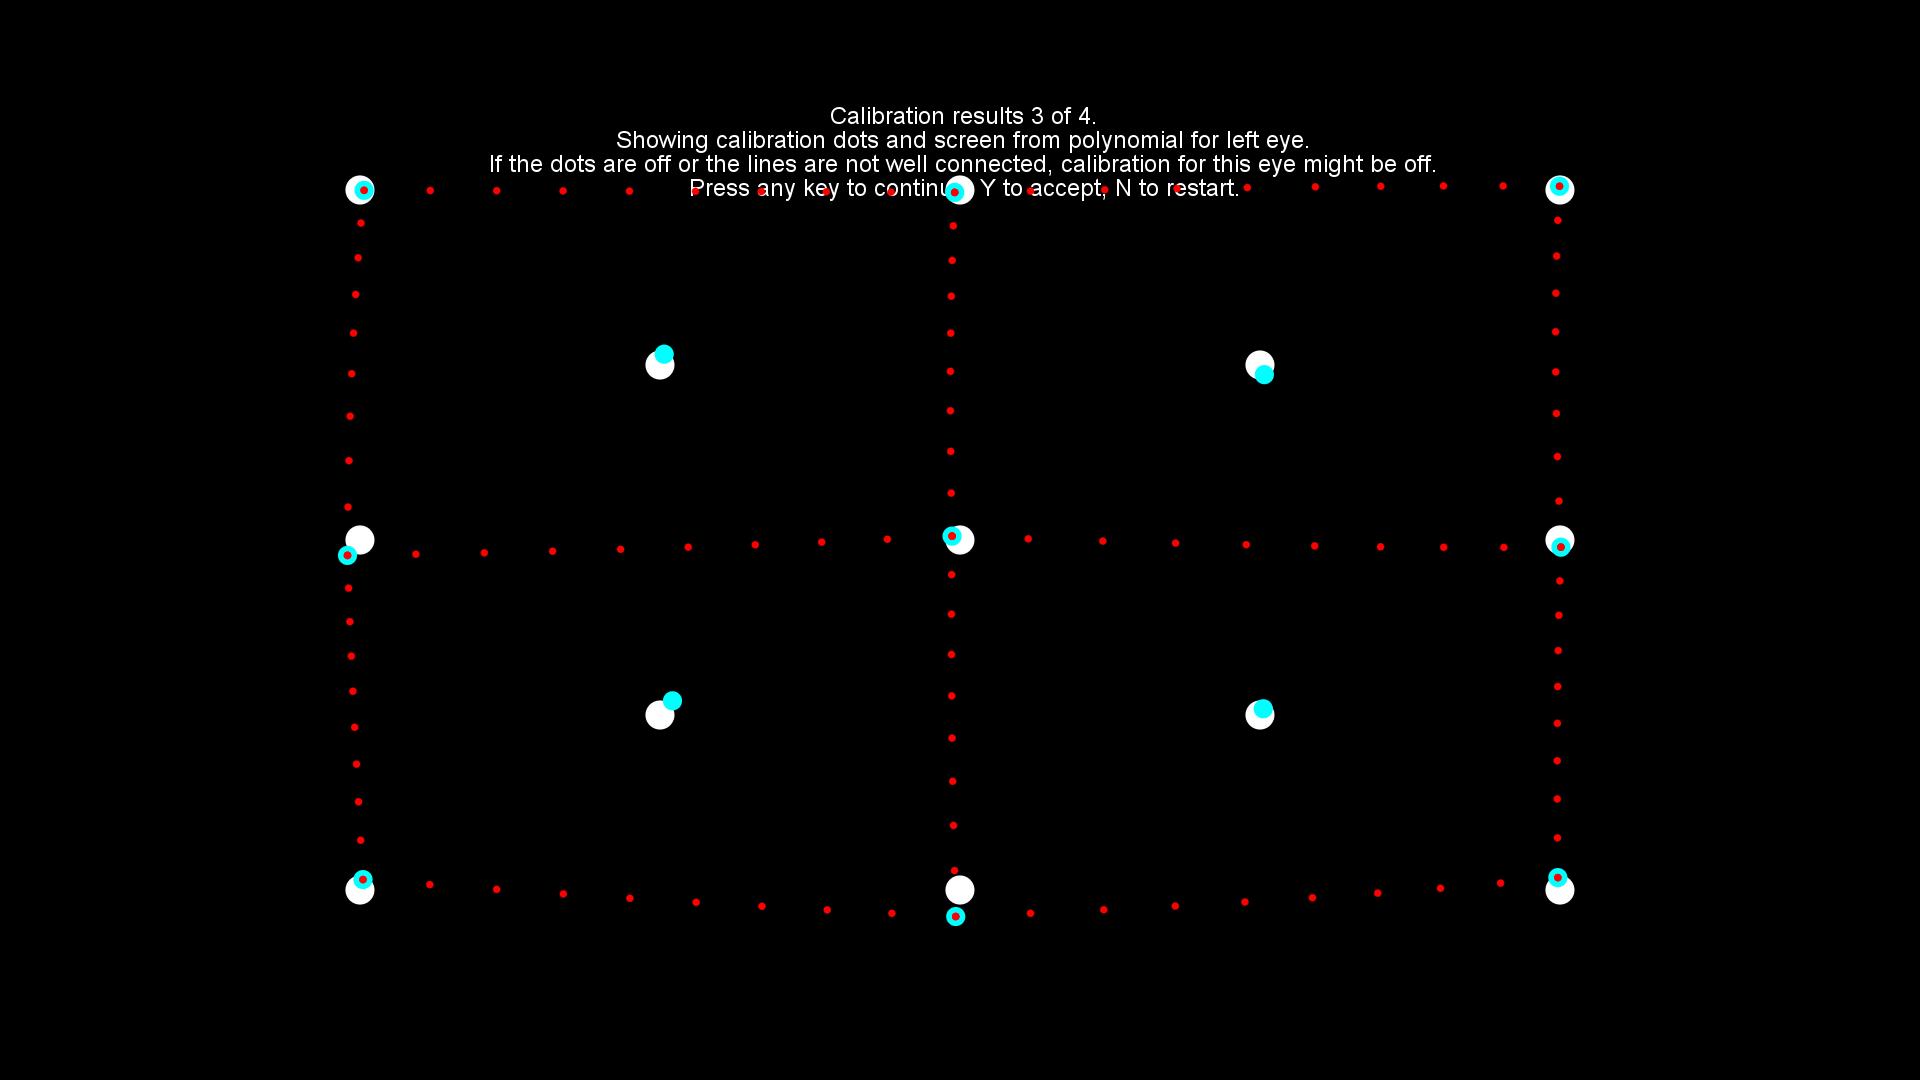 Calibration results 3 of 4.
Showing calibration dots and screen from polynomial for left eye.
If the dots are off or the lines are not well connected, calibration for this eye might be off.
Press any key to continue, Y to accept, N to restart.